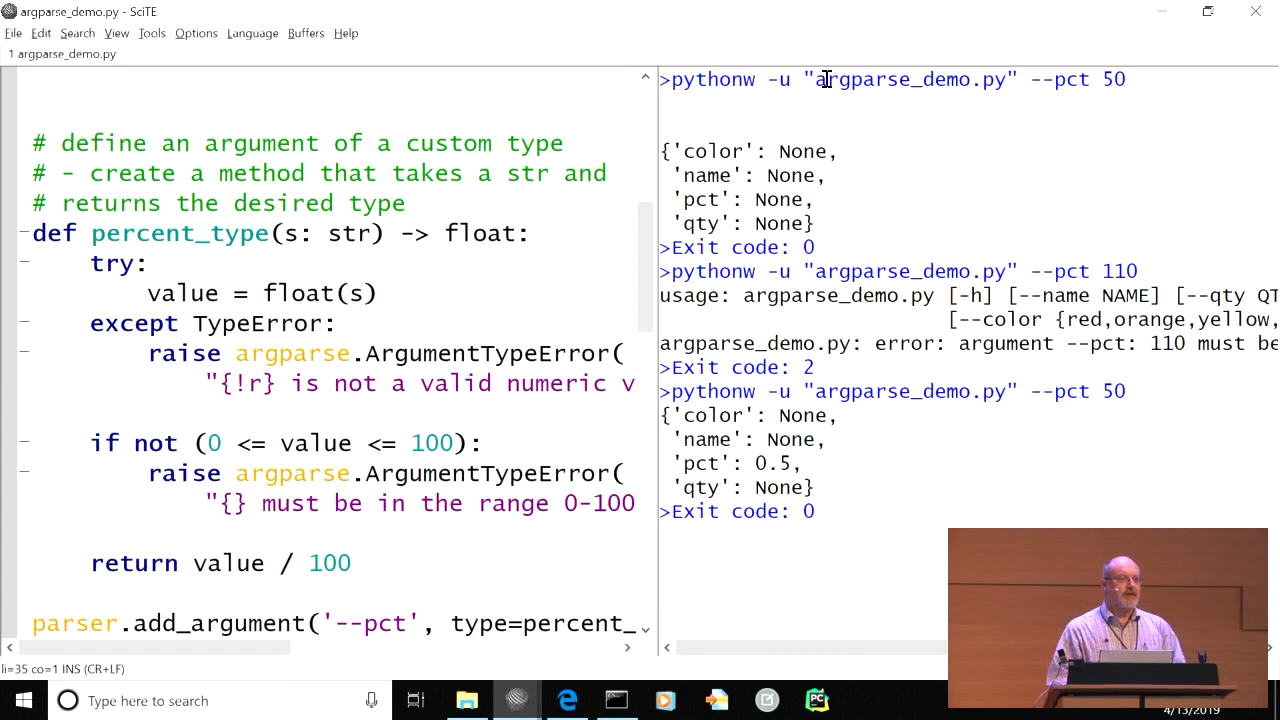 argparse_demo.py - SciTE
File Edit Search View Tools Options Language Buffers Help
1 argparse_demo.py
# define an argument of a custom type
# - create a method that takes a str and
# returns the desired type
def percent_type(s: str) -> float:
try:
value = float(s)
except TypeError:
raise argparse.ArgumentTypeError(
"{!r} is not a valid numeric v
if not (0 <= value <= 100):
raise argparse.ArgumentTypeError(
"{} must be in the range 0-100
return value / 100
parser.add_argument('--pct', type=percent_
>pythonw -u "argparse_demo.py" --pct 50
{'color': None,
'name': None,
'pct': None,
'qty': None}
>Exit code: 0
>pythonw -u "argparse_demo.py" --pct 110
usage: argparse_demo.py [-h] [--name NAME] [--qty QT
[--color {red,orange,yellow,
argparse_demo.py: error: argument --pct: 110 must be
>Exit code: 2
>pythonw -u "argparse_demo.py" --pct 50
{'color': None,
'name': None,
'pct': 0.5,
'qty': None}
>Exit code: 0
li=35 co=1 INS (CR+LF)
Type here to search
PC
4/13/2019